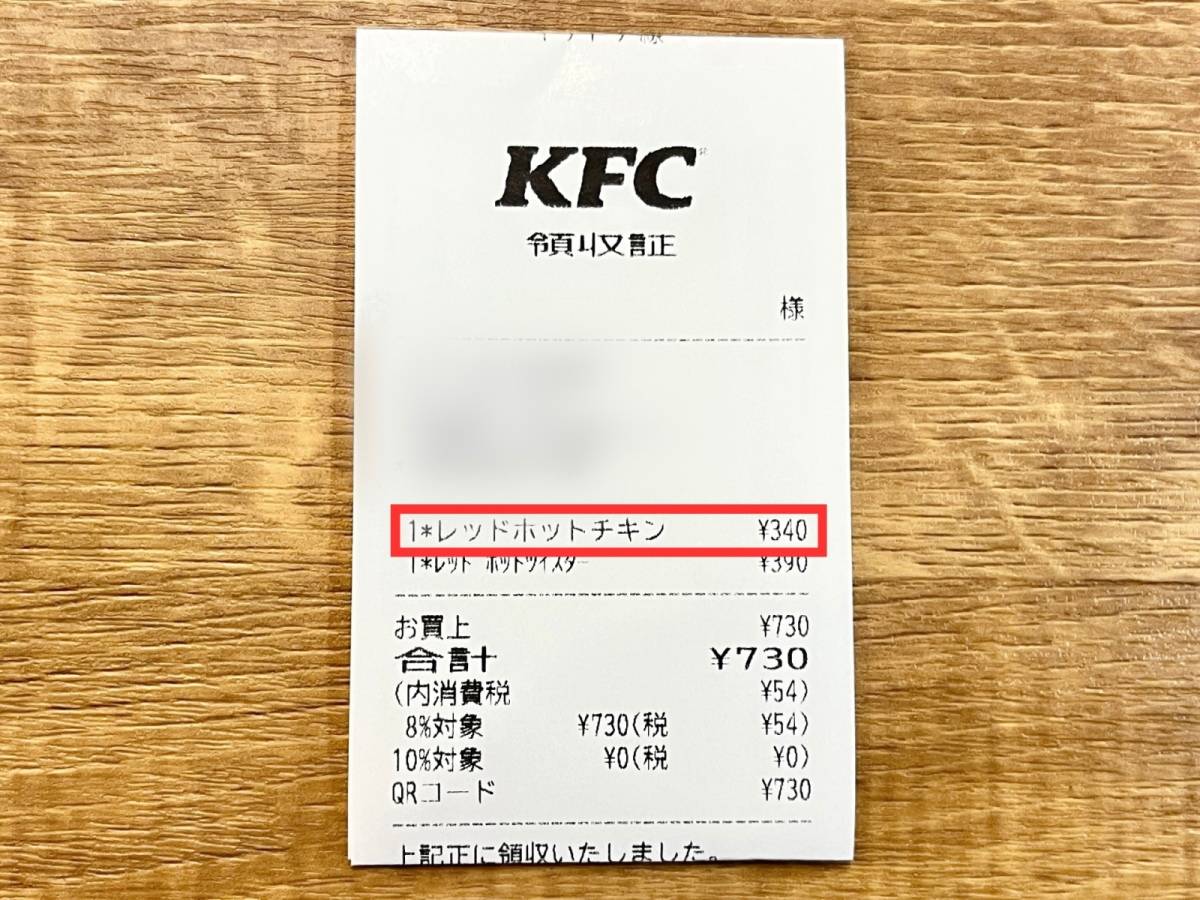 KFC
領収証
様
1*レッドホットチキン ¥340
1*レッド ホットツイスター ¥390
お買上 ¥730
合計 ¥730
(内消費税 ¥54)
8%対象 ¥730(税 ¥54)
10%対象 ¥0(税 ¥0)
QRコード ¥730
上記正に領収いたしました。